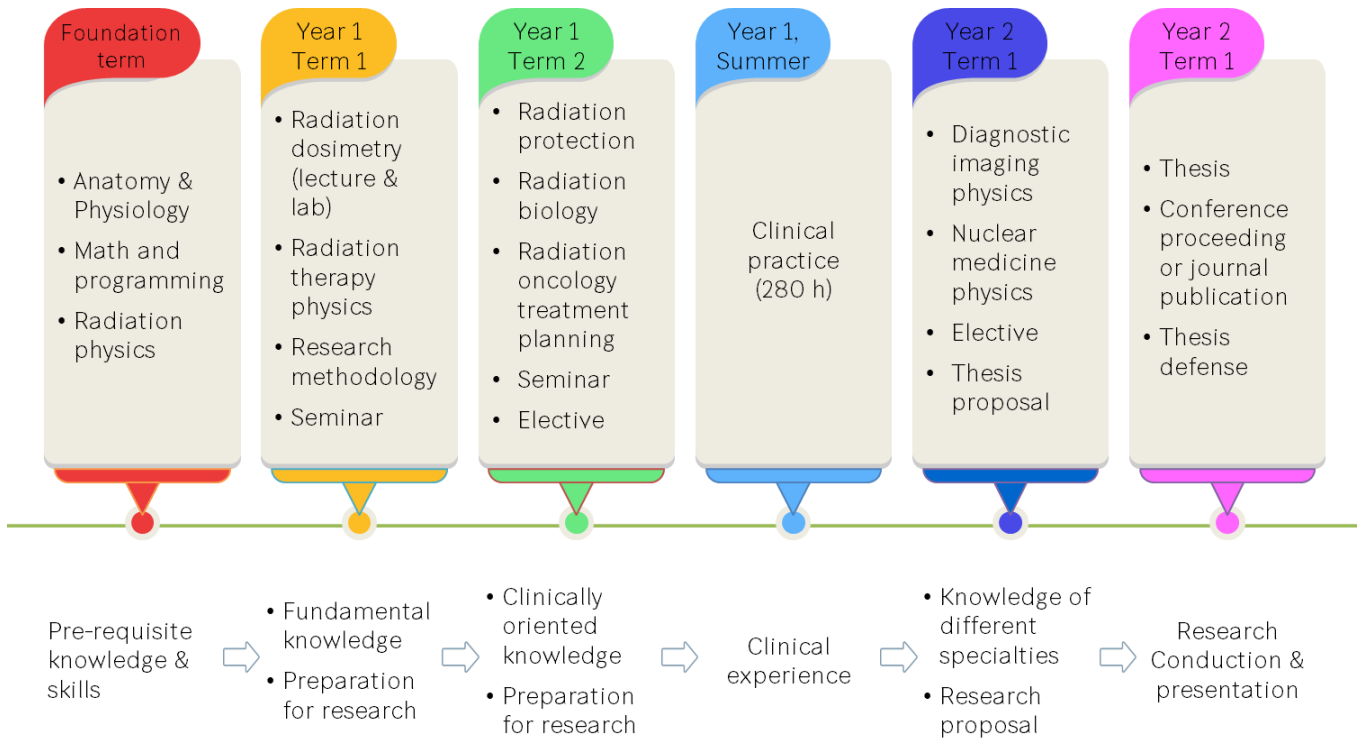 Foundation
term
• Anatomy &
Physiology
• Math and
programming
• Radiation
physics
Year 1
Term 1
• Radiation
dosimetry
(lecture &
lab)
• Radiation
therapy
physics
• Research
methodology
• Seminar
Year 1
Term 2
• Radiation
protection
• Radiation
biology
• Radiation
oncology
treatment
planning
• Seminar
• Elective
Year 1,
Summer
Clinical
practice
(280 h)
Year 2
Term 1
• Diagnostic
imaging
physics
• Nuclear
medicine
physics
• Elective
• Thesis
proposal
Year 2
Term 1
• Thesis
• Conference
proceeding
or journal
publication
• Thesis
defense
Pre-requisite
knowledge &
skills
• Fundamental
knowledge
• Preparation
for research
• Clinically
oriented
knowledge
• Preparation
for research
Clinical
experience
• Knowledge of
different
specialties
• Research
proposal
Research
Conduction &
presentation